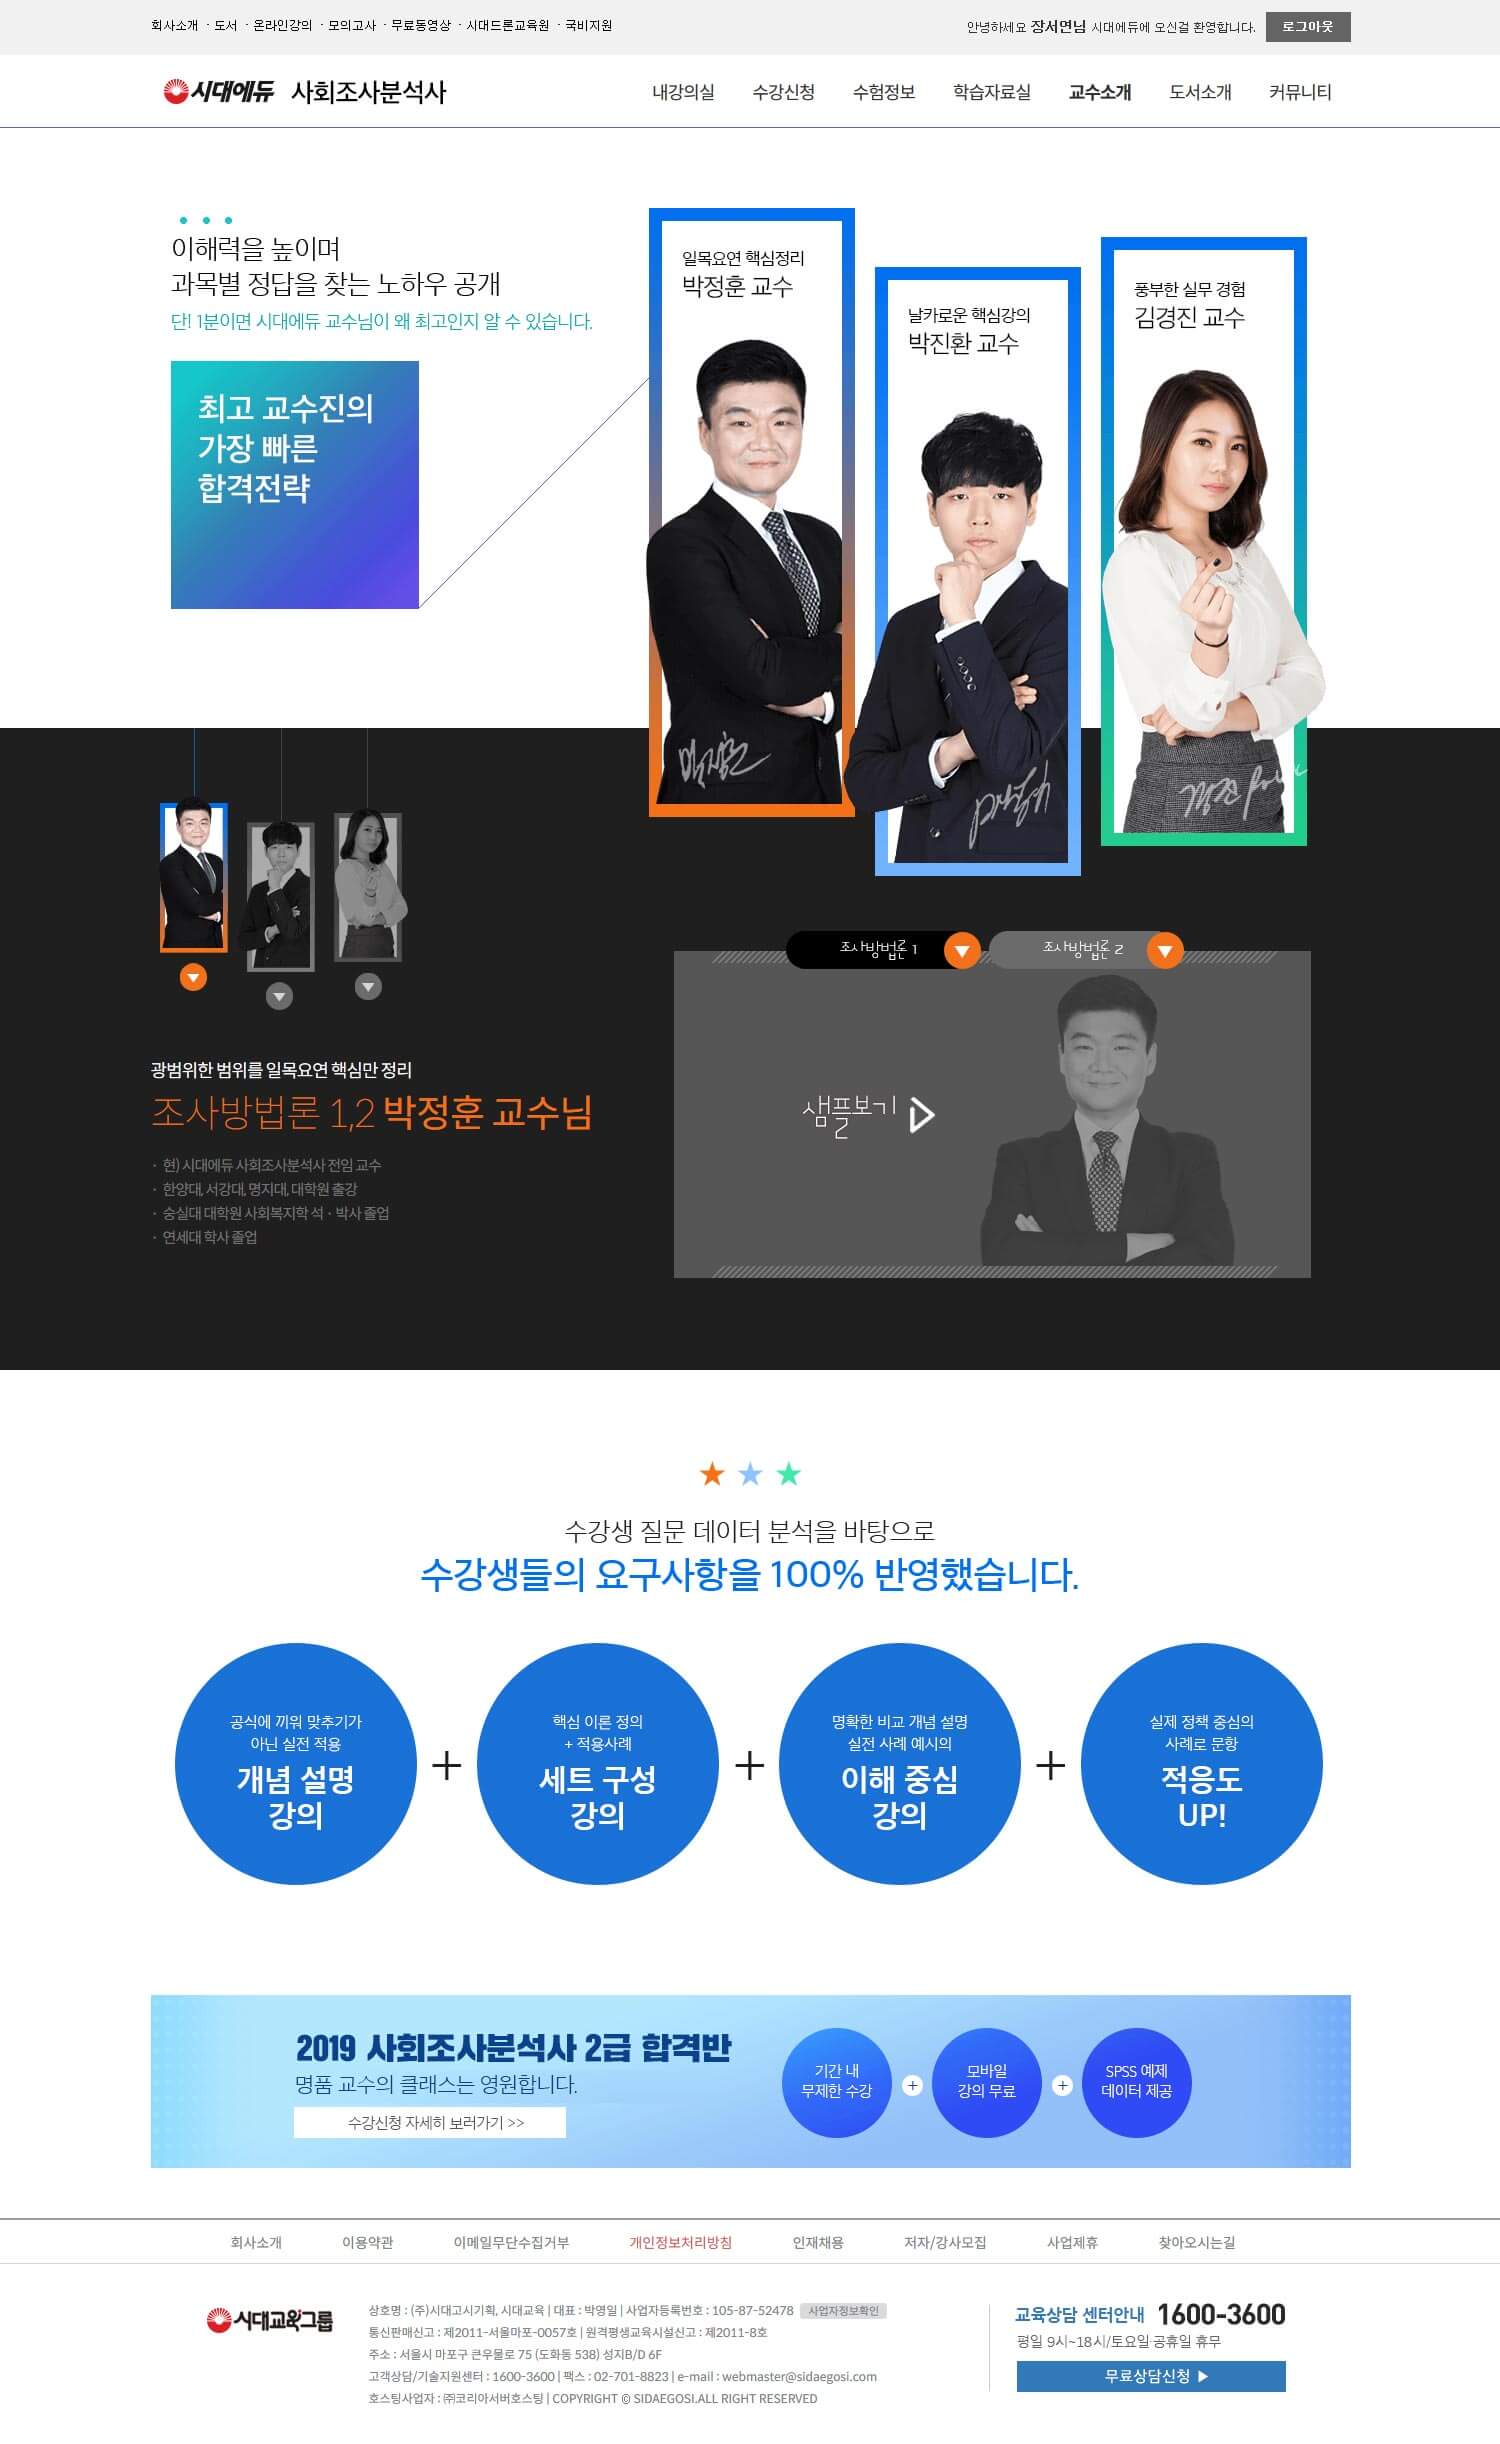 회사소개 · 도서 · 온라인강의 · 모의고사 · 무료동영상 · 시대드론교육원 · 국비지원
안녕하세요 장서연님 시대에듀에 오신걸 환영합니다. 로그아웃
시대에듀 사회조사분석사
내강의실 수강신청 수험정보 학습자료실 교수소개 도서소개 커뮤니티
이해력을 높이며
과목별 정답을 찾는 노하우 공개
단! 1분이면 시대에듀 교수님이 왜 최고인지 알 수 있습니다.
최고 교수진의
가장 빠른
합격전략
일목요연 핵심정리
박정훈 교수
날카로운 핵심강의
박진환 교수
풍부한 실무 경험
김경진 교수
광범위한 범위를 일목요연 핵심만 정리
조사방법론 1,2 박정훈 교수님
· 현) 시대에듀 사회조사분석사 전임 교수
· 한양대, 서강대, 명지대, 대학원 출강
· 숭실대 대학원 사회복지학 석·박사 졸업
· 연세대 학사 졸업
조사방법론 1
조사방법론 2
샘플보기
수강생 질문 데이터 분석을 바탕으로
수강생들의 요구사항을 100% 반영했습니다.
공식에 끼워 맞추기가
아닌 실전 적용
개념 설명
강의
+
핵심 이론 정의
+ 적용사례
세트 구성
강의
+
명확한 비교 개념 설명
실전 사례 예시의
이해 중심
강의
+
실제 정책 중심의
사례로 문항
적응도
UP!
2019 사회조사분석사 2급 합격반
명품 교수의 클래스는 영원합니다.
수강신청 자세히 보러가기 >>
기간 내
무제한 수강
+
모바일
강의 무료
+
SPSS 예제
데이터 제공
회사소개 이용약관 이메일무단수집거부 개인정보처리방침 인재채용 저자/강사모집 사업제휴 찾아오시는길
시대교육그룹
상호명 : (주)시대고시기획, 시대교육 | 대표 : 박영일 | 사업자등록번호 : 105-87-52478 사업자정보확인
통신판매신고 : 제2011-서울마포-0057호 | 원격평생교육시설신고 : 제2011-8호
주소 : 서울시 마포구 큰우물로 75 (도화동 538) 성지B/D 6F
고객상담/기술지원센터 : 1600-3600 | 팩스 : 02-701-8823 | e-mail : webmaster@sidaegosi.com
호스팅사업자 : ㈜코리아서버호스팅 | COPYRIGHT © SIDAEGOSI.ALL RIGHT RESERVED
교육상담 센터안내 1600-3600
평일 9시~18시/토요일·공휴일 휴무
무료상담신청 ▶